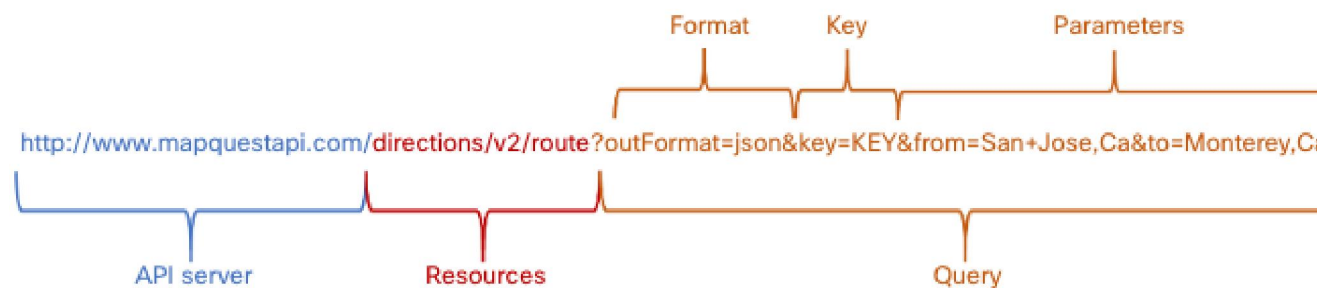 Format Key Parameters
http://www.mapquestapi.com/directions/v2/route?outFormat=json&key=KEY&from=San+Jose,Ca&to=Monterey,Ca
API server Resources Query